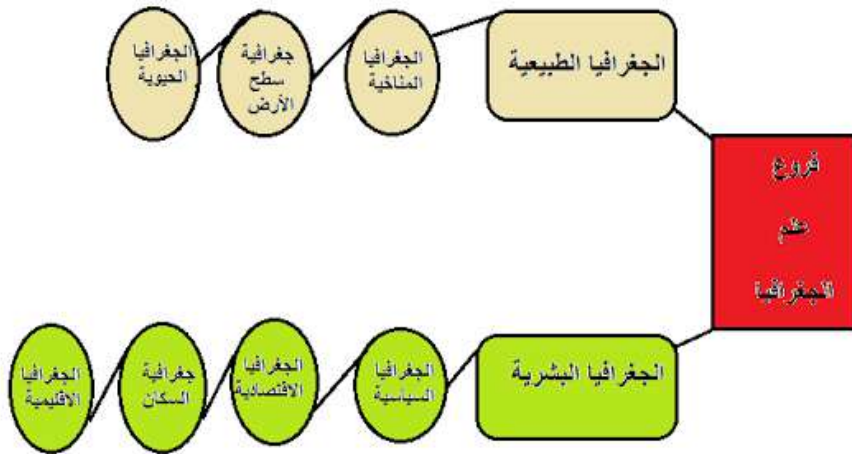 فروع
علم
الجغرافيا
الجغرافيا الطبيعية
الجغرافيا
المناخية
جغرافية
سطح
الأرض
الجغرافيا
الحيوية
الجغرافيا البشرية
الجغرافيا
السياسية
الجغرافيا
الاقتصادية
جغرافية
السكان
الجغرافيا
الاقليمية